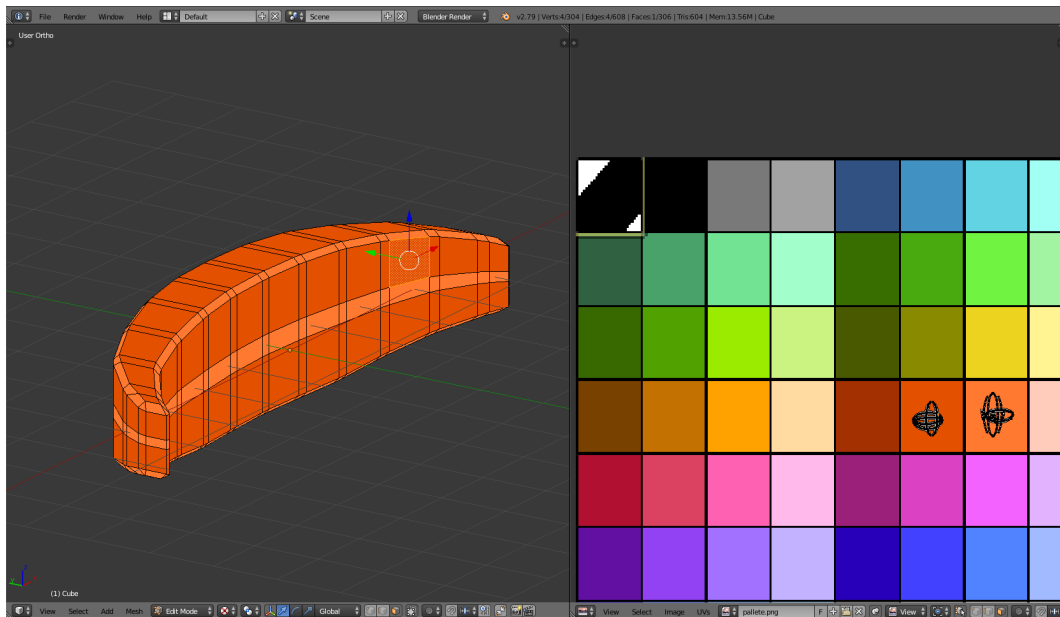 File Render Window Help Default Scene Blender Render v2.79 | Verts:4/304 | Edges:4/608 | Faces:1/306 | Tris:604 | Mem:13.56M | Cube
User Ortho
(1) Cube
View Select Add Mesh Edit Mode Global View Select Image UVs pallete.png F View